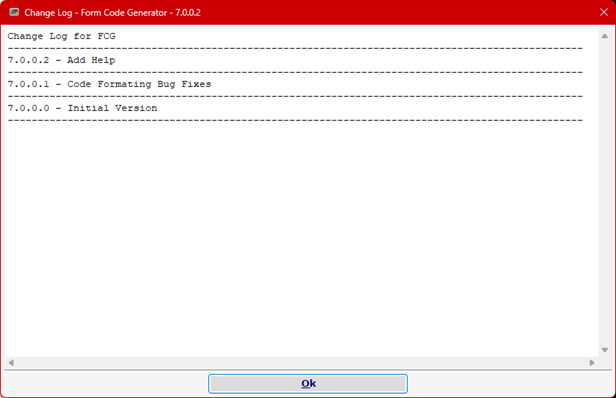 Change Log - Form Code Generator - 7.0.0.2
Change Log for FCG
------------------------------------------------------------------------------------------------
7.0.0.2 - Add Help
------------------------------------------------------------------------------------------------
7.0.0.1 - Code Formating Bug Fixes
------------------------------------------------------------------------------------------------
7.0.0.0 - Initial Version
------------------------------------------------------------------------------------------------
Ok